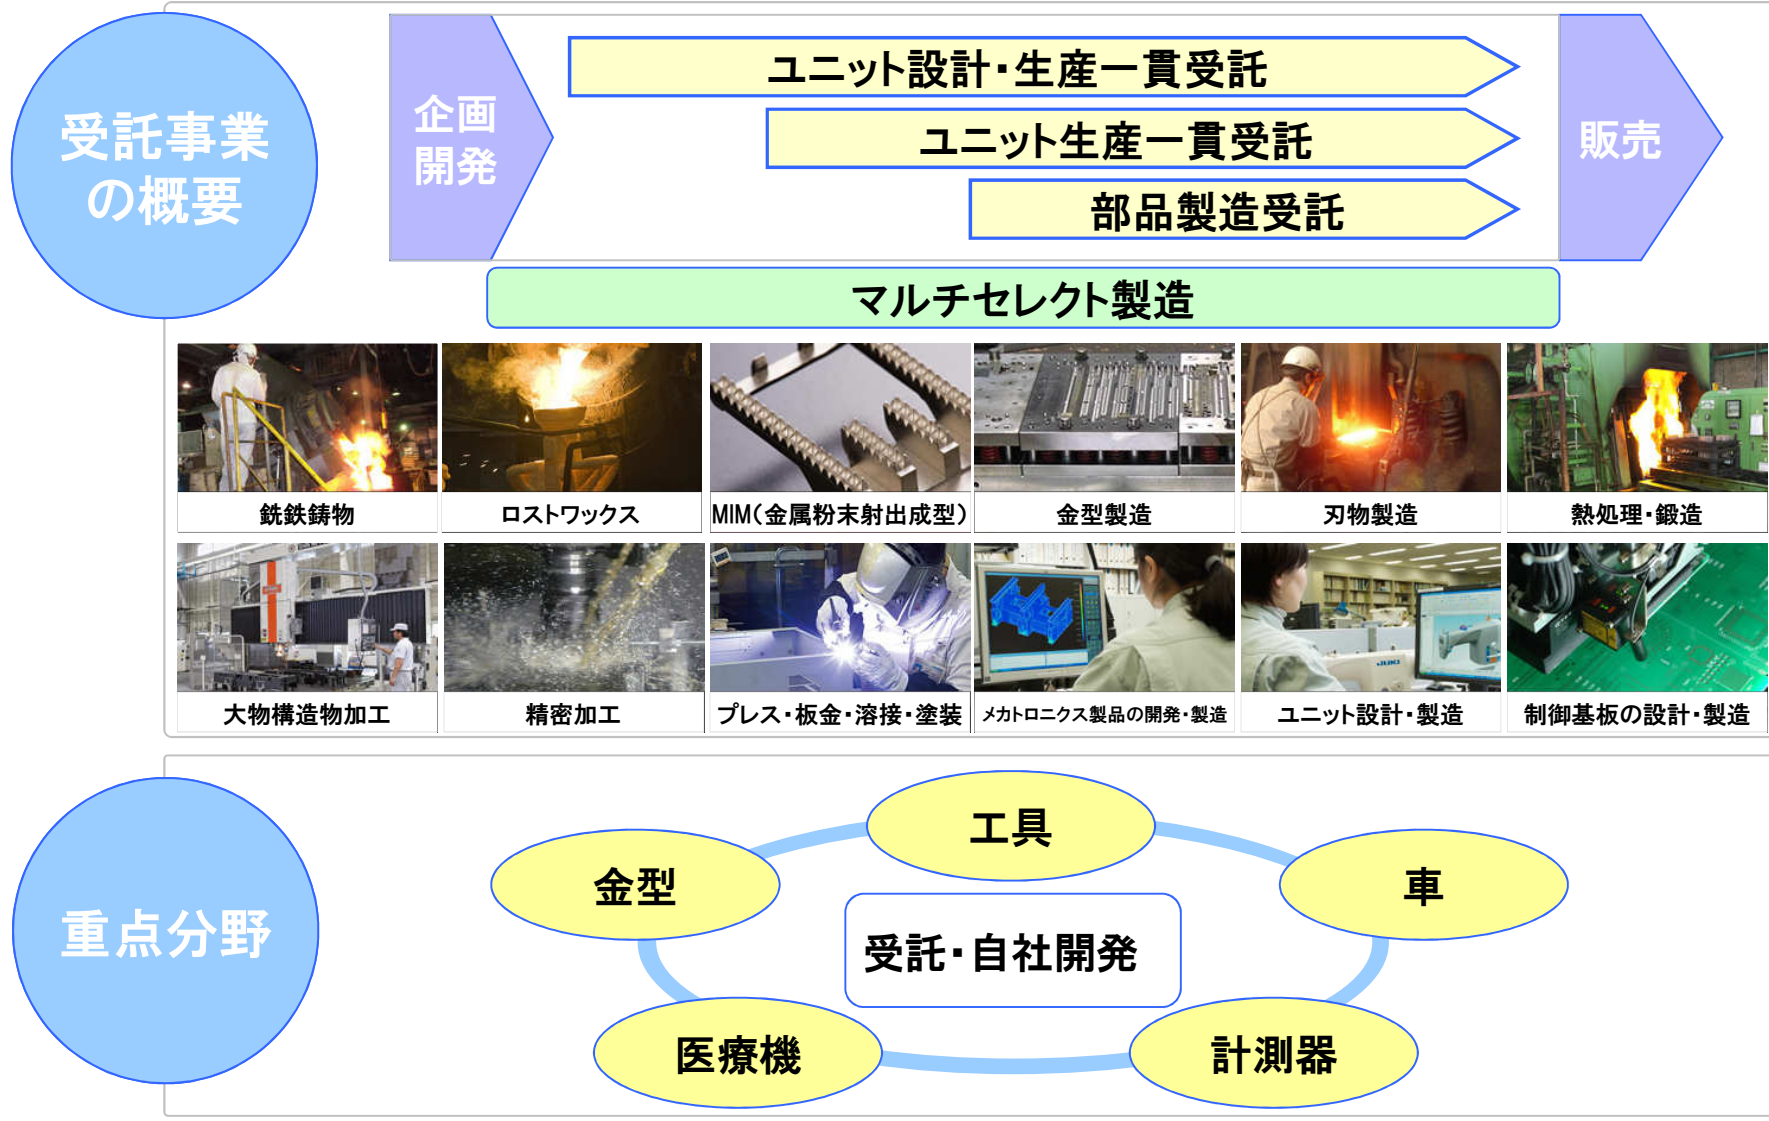 受託事業
の概要
企画
開発
ユニット設計・生産一貫受託
ユニット生産一貫受託
部品製造受託
販売
マルチセレクト製造
銑鉄鋳物
ロストワックス
MIM(金属粉末射出成型)
金型製造
刃物製造
熱処理・鍛造
JUKI
大物構造物加工
精密加工
プレス・板金・溶接・塗装
メカトロニクス製品の開発・製造
ユニット設計・製造
制御基板の設計・製造
重点分野
工具
金型
車
受託・自社開発
医療機
計測器